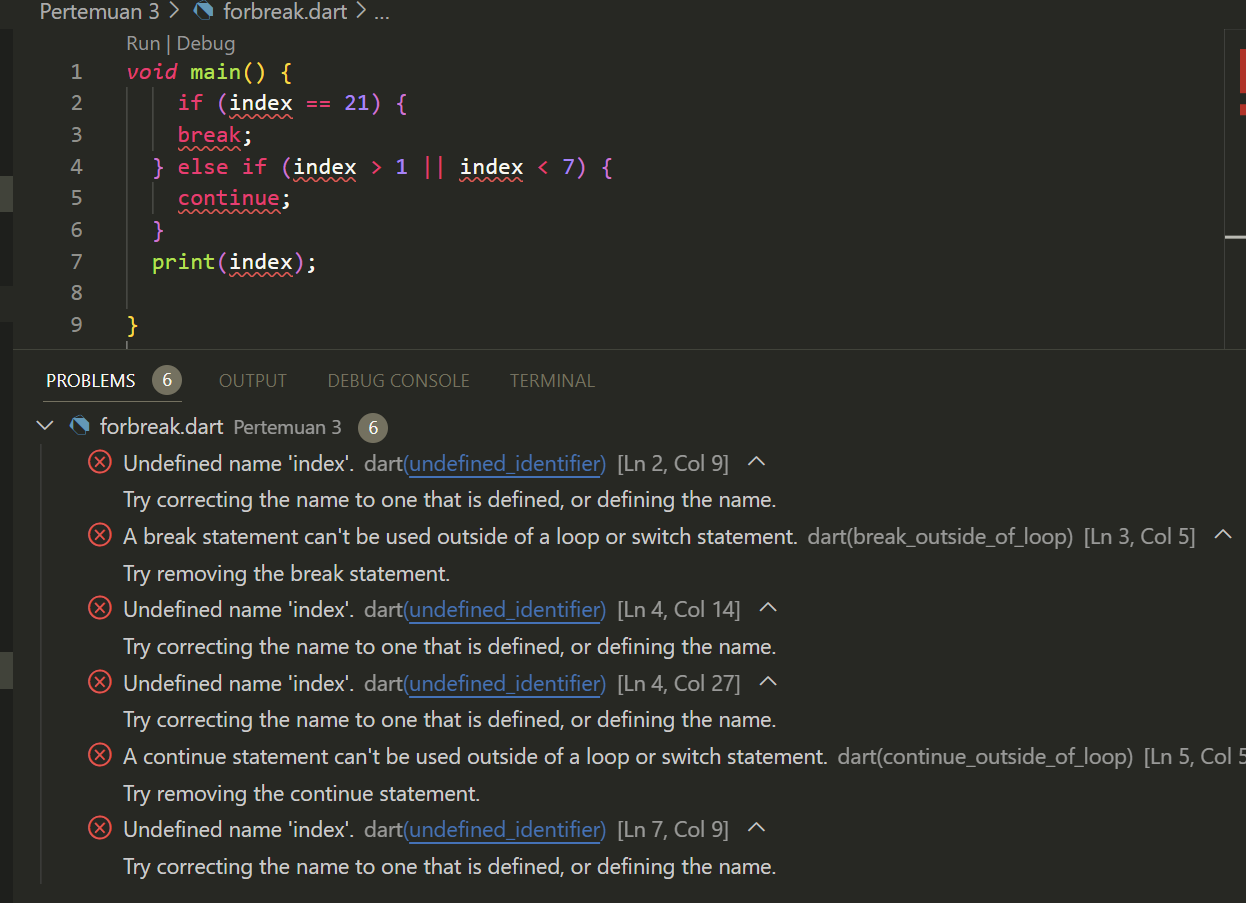 Pertemuan 3 > forbreak.dart > ...
Run | Debug
1 void main() {
2 if (index == 21) {
3 break;
4 } else if (index > 1 || index < 7) {
5 continue;
6 }
7 print(index);
8
9 }
PROBLEMS 6 OUTPUT DEBUG CONSOLE TERMINAL
forbreak.dart Pertemuan 3 6
Undefined name 'index'. dart(undefined_identifier) [Ln 2, Col 9]
Try correcting the name to one that is defined, or defining the name.
A break statement can't be used outside of a loop or switch statement. dart(break_outside_of_loop) [Ln 3, Col 5]
Try removing the break statement.
Undefined name 'index'. dart(undefined_identifier) [Ln 4, Col 14]
Try correcting the name to one that is defined, or defining the name.
Undefined name 'index'. dart(undefined_identifier) [Ln 4, Col 27]
Try correcting the name to one that is defined, or defining the name.
A continue statement can't be used outside of a loop or switch statement. dart(continue_outside_of_loop) [Ln 5, Col 5
Try removing the continue statement.
Undefined name 'index'. dart(undefined_identifier) [Ln 7, Col 9]
Try correcting the name to one that is defined, or defining the name.